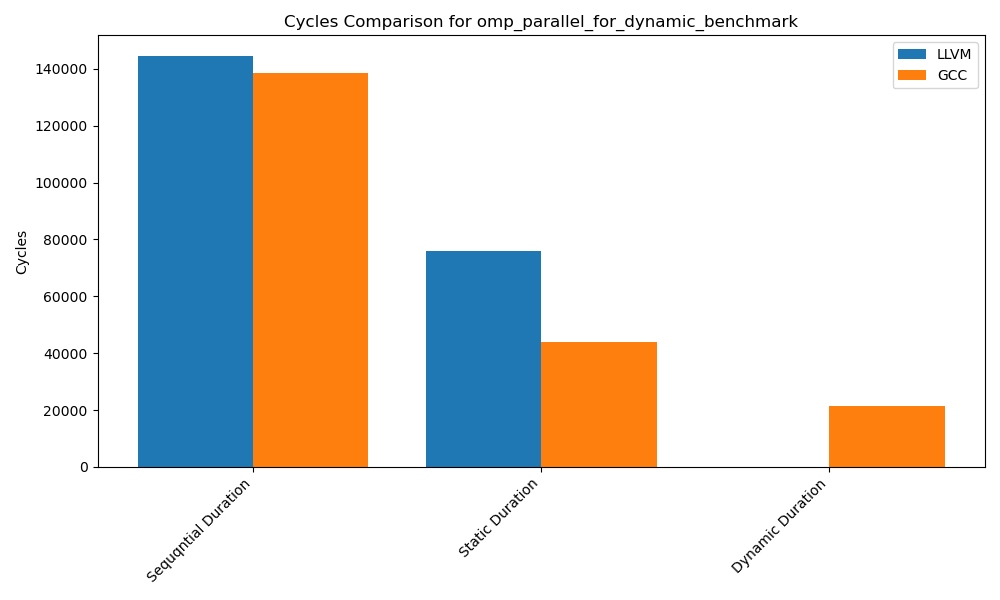 Cycles Comparison for omp_parallel_for_dynamic_benchmark
LLVM
GCC
140000
120000
100000
80000
60000
40000
20000
0
Cycles
Sequqntial Duration
Static Duration
Dynamic Duration